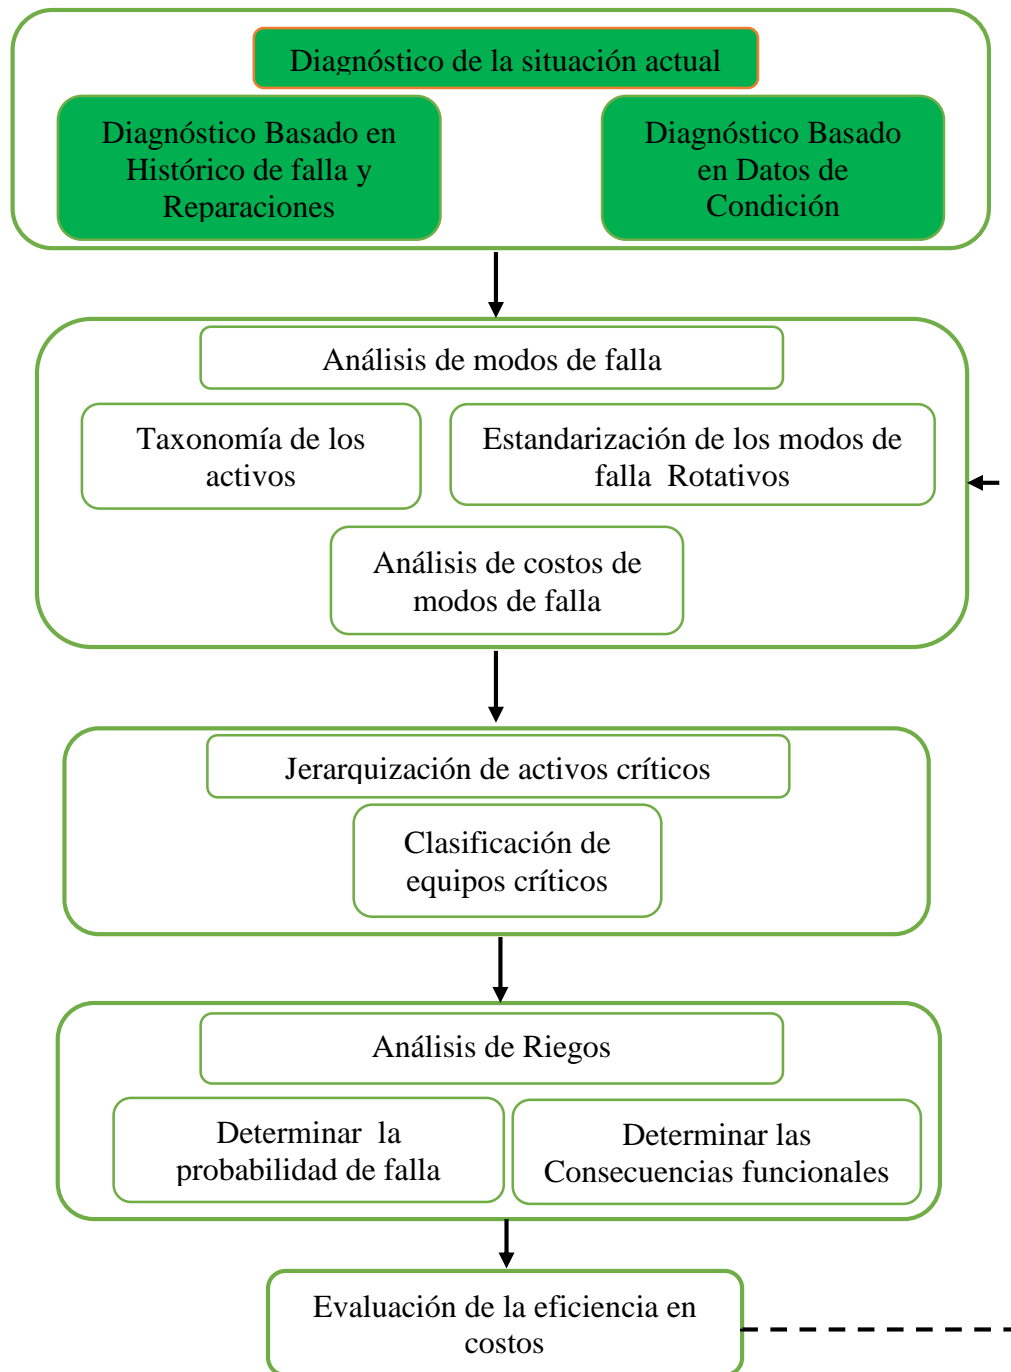 Diagnóstico de la situación actual
Diagnóstico Basado en
Histórico de falla y
Reparaciones
Diagnóstico Basado
en Datos de
Condición
Análisis de modos de falla
Taxonomía de los
activos
Estandarización de los modos de
falla  Rotativos
Análisis de costos de
modos de falla
Jerarquización de activos críticos
Clasificación de
equipos críticos
Análisis de Riegos
Determinar  la
probabilidad de falla
Determinar las
Consecuencias funcionales
Evaluación de la eficiencia en
costos